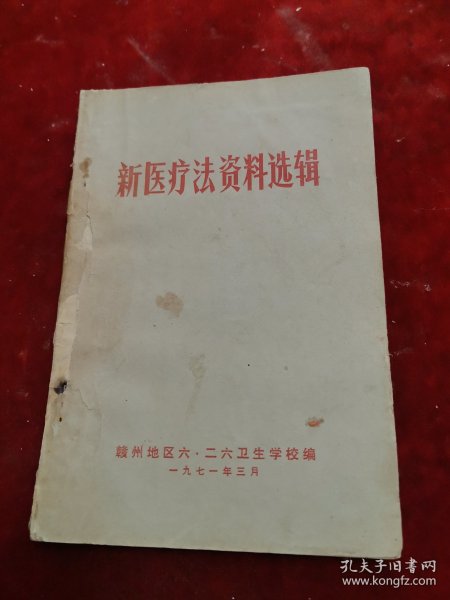 新医疗法资料选辑
赣州地区六·二六卫生学校编
一九七一年三月
孔夫子旧书网
www.kongfz.com